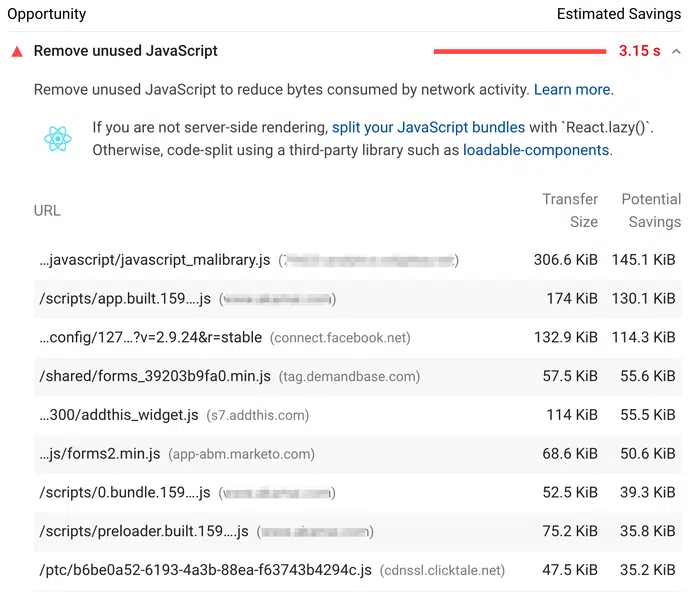 Opportunity Estimated Savings
Remove unused JavaScript 3.15 s
Remove unused JavaScript to reduce bytes consumed by network activity. Learn more.
If you are not server-side rendering, split your JavaScript bundles with `React.lazy()`.
Otherwise, code-split using a third-party library such as loadable-components.
URL Transfer Size Potential Savings
…javascript/javascript_malibrary.js 306.6 KiB 145.1 KiB
/scripts/app.built.159….js 174 KiB 130.1 KiB
…config/127…?v=2.9.24&r=stable (connect.facebook.net) 132.9 KiB 114.3 KiB
/shared/forms_39203b9fa0.min.js (tag.demandbase.com) 57.5 KiB 55.6 KiB
…300/addthis_widget.js (s7.addthis.com) 114 KiB 55.5 KiB
…js/forms2.min.js (app-abm.marketo.com) 68.6 KiB 50.6 KiB
/scripts/0.bundle.159….js 52.5 KiB 39.3 KiB
/scripts/preloader.built.159….js 75.2 KiB 35.8 KiB
/ptc/b6be0a52-6193-4a3b-88ea-f63743b4294c.js (cdnssl.clicktale.net) 47.5 KiB 35.2 KiB